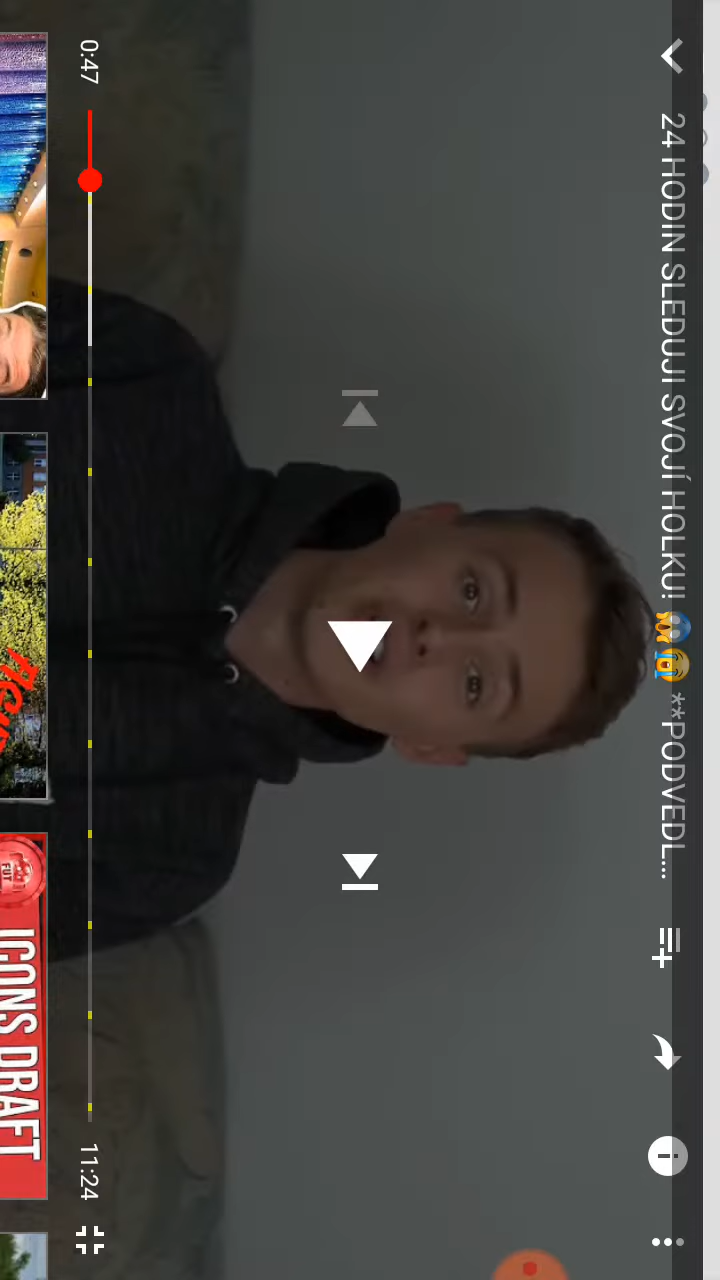 24 HODIN SLEDUJI SVOJÍ HOLKU! 😱😭 **PODVEDL...
0:47
11:24
ICONS DRAFT